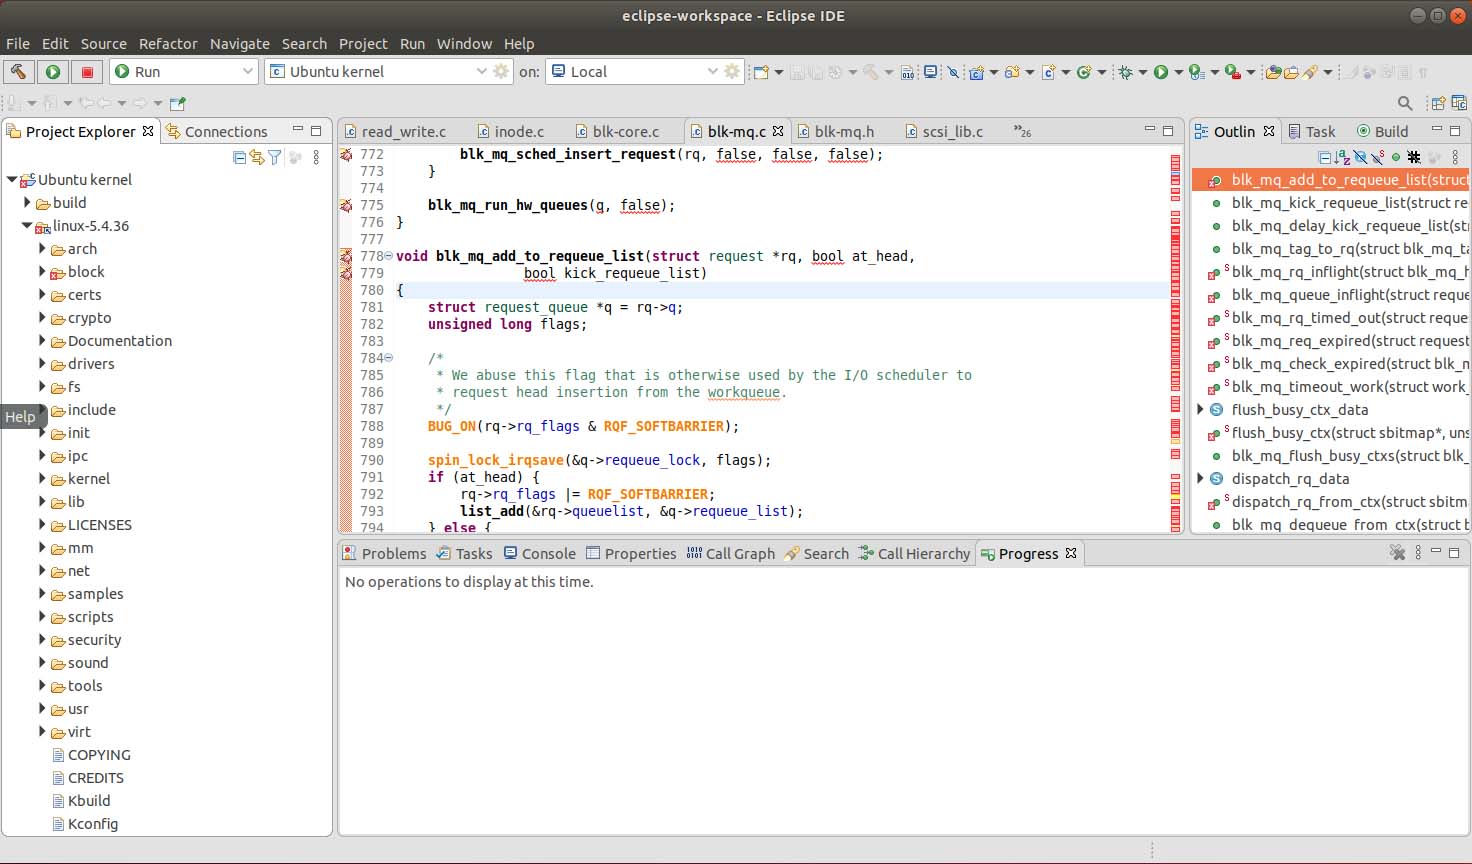 eclipse-workspace - Eclipse IDE
File Edit Source Refactor Navigate Search Project Run Window Help
Run Ubuntu kernel on: Local
Project Explorer Connections
Ubuntu kernel
build
linux-5.4.36
arch
block
certs
crypto
Documentation
drivers
fs
include
Help
init
ipc
kernel
lib
LICENSES
mm
net
samples
scripts
security
sound
tools
usr
virt
COPYING
CREDITS
Kbuild
Kconfig
read_write.c inode.c blk-core.c blk-mq.c blk-mq.h scsi_lib.c »26
772 blk_mq_sched_insert_request(rq, false, false, false);
773 }
774
775 blk_mq_run_hw_queues(q, false);
776 }
777
778 void blk_mq_add_to_requeue_list(struct request *rq, bool at_head,
779 bool kick_requeue_list)
780 {
781 struct request_queue *q = rq->q;
782 unsigned long flags;
783
784 /*
785 * We abuse this flag that is otherwise used by the I/O scheduler to
786 * request head insertion from the workqueue.
787 */
788 BUG_ON(rq->rq_flags & RQF_SOFTBARRIER);
789
790 spin_lock_irqsave(&q->requeue_lock, flags);
791 if (at_head) {
792 rq->rq_flags |= RQF_SOFTBARRIER;
793 list_add(&rq->queuelist, &q->requeue_list);
794 } else {
Outlin Task Build
blk_mq_add_to_requeue_list(struct
blk_mq_kick_requeue_list(struct re
blk_mq_delay_kick_requeue_list(st
blk_mq_tag_to_rq(struct blk_mq_ta
blk_mq_rq_inflight(struct blk_mq_h
blk_mq_queue_inflight(struct reque
blk_mq_rq_timed_out(struct reque
blk_mq_req_expired(struct request
blk_mq_check_expired(struct blk_m
blk_mq_timeout_work(struct work_
flush_busy_ctx_data
flush_busy_ctx(struct sbitmap*, uns
blk_mq_flush_busy_ctxs(struct blk_
dispatch_rq_data
dispatch_rq_from_ctx(struct sbitm
blk_mq_dequeue_from_ctx(struct b
Problems Tasks Console Properties Call Graph Search Call Hierarchy Progress
No operations to display at this time.